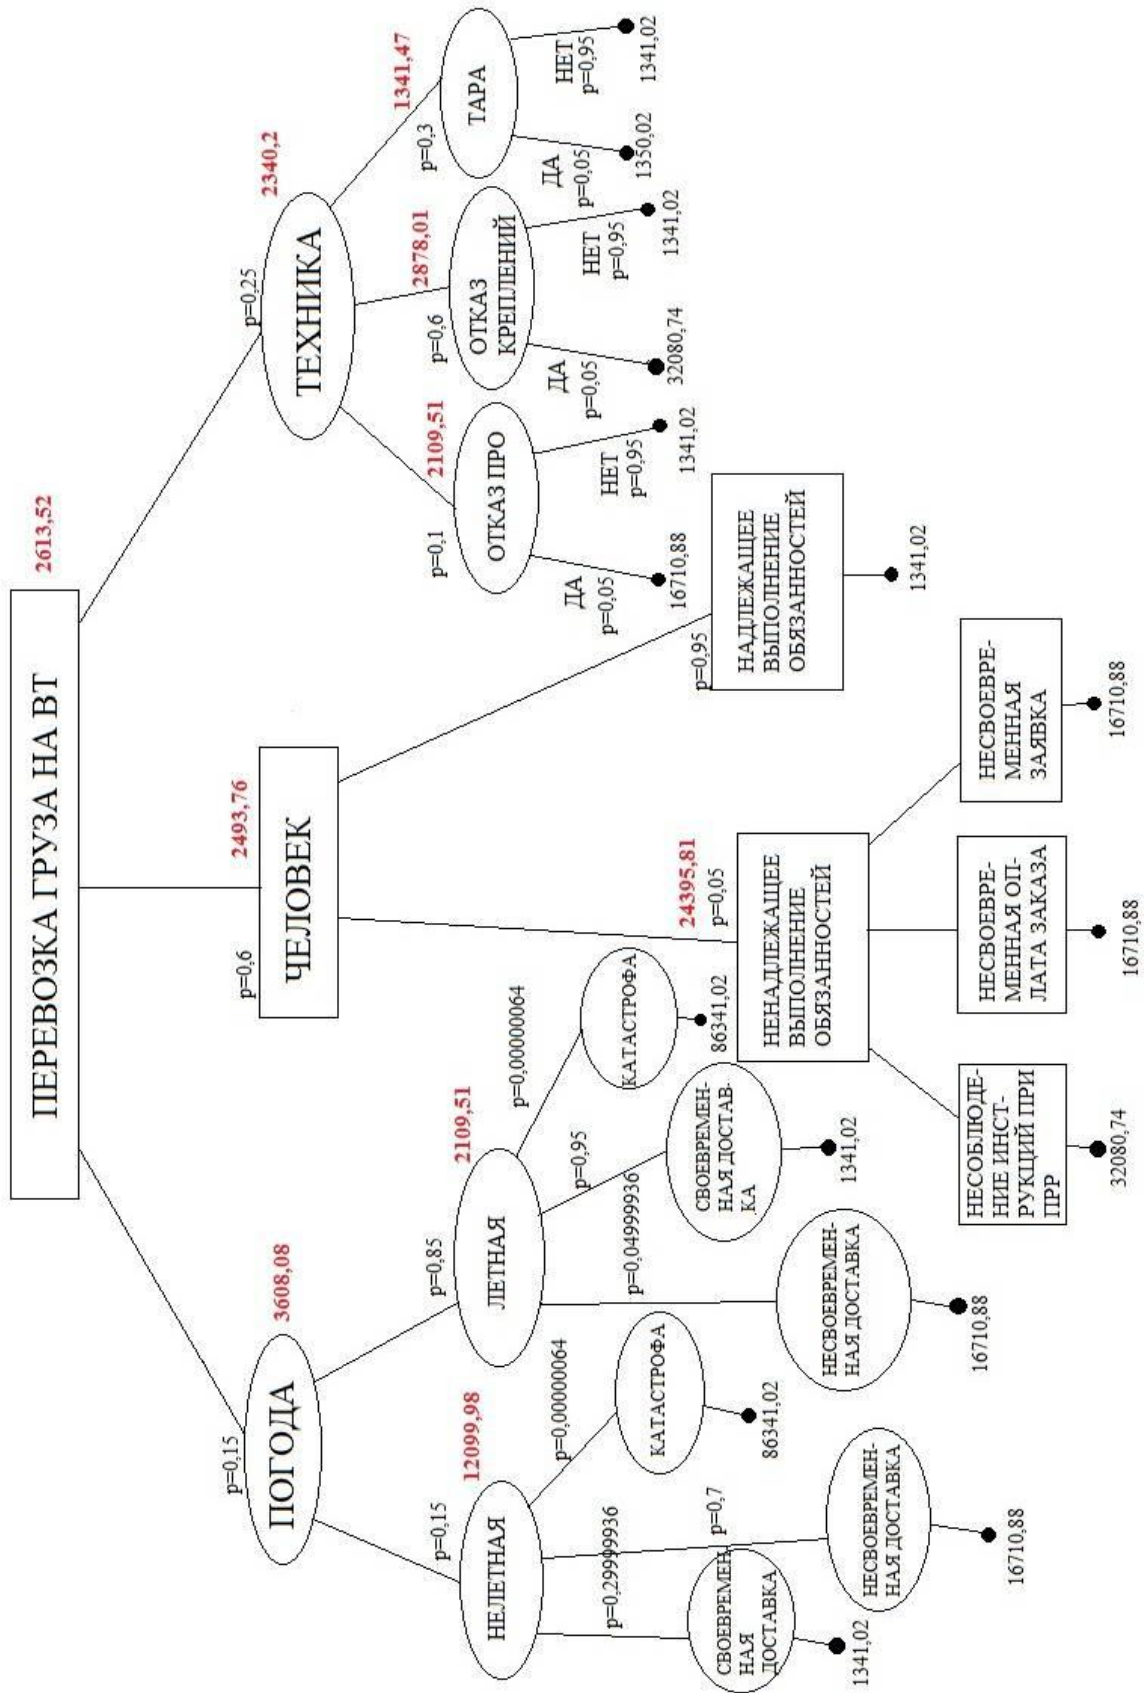 ПЕРЕВОЗКА ГРУЗА НА ВТ
2613,52
p=0,15
ПОГОДА
3608,08
p=0,6
ЧЕЛОВЕК
2493,76
p=0,25
ТЕХНИКА
2340,2
p=0,15
НЕЛЕТНАЯ
12099,98
p=0,85
ЛЕТНАЯ
2109,51
p=0,29999936
СВОЕВРЕМЕН-
НАЯ
ДОСТАВКА
1341,02
p=0,7
НЕСВОЕВРЕМЕН-
НАЯ ДОСТАВКА
16710,88
p=0,00000064
КАТАСТРОФА
86341,02
p=0,04999936
НЕСВОЕВРЕМЕН-
НАЯ ДОСТАВКА
16710,88
p=0,95
СВОЕВРЕМЕН-
НАЯ ДОСТАВ-
КА
1341,02
p=0,00000064
КАТАСТРОФА
86341,02
24395,81
p=0,05
НЕНАДЛЕЖАЩЕЕ
ВЫПОЛНЕНИЕ
ОБЯЗАННОСТЕЙ
НЕСОБЛЮДЕ-
НИЕ ИНСТ-
РУКЦИЙ ПРИ
ПРР
32080,74
НЕСВОЕВРЕ-
МЕННАЯ ОП-
ЛАТА ЗАКАЗА
16710,88
НЕСВОЕВРЕ-
МЕННАЯ
ЗАЯВКА
16710,88
p=0,95
НАДЛЕЖАЩЕЕ
ВЫПОЛНЕНИЕ
ОБЯЗАННОСТЕЙ
1341,02
p=0,1
ОТКАЗ ПРО
2109,51
ДА
p=0,05
16710,88
НЕТ
p=0,95
1341,02
p=0,6
ОТКАЗ
КРЕПЛЕНИЙ
2878,01
ДА
p=0,05
32080,74
НЕТ
p=0,95
1341,02
p=0,3
ТАРА
1341,47
ДА
p=0,05
1350,02
НЕТ
p=0,95
1341,02